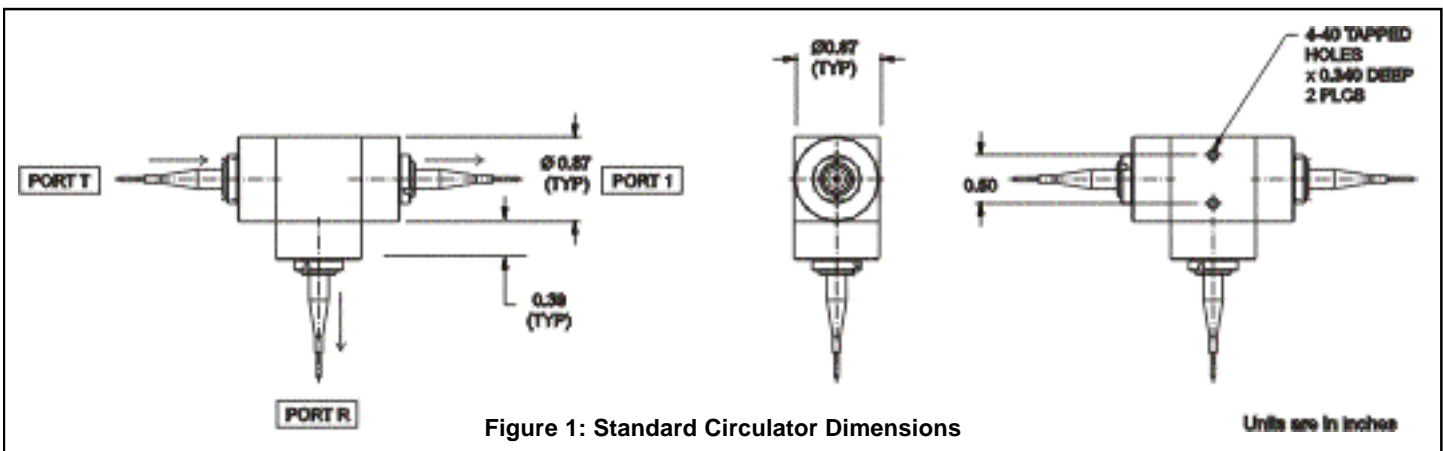 PORT T
Ø 0.87
(TYP)
PORT 1
0.39
(TYP)
PORT R
Ø0.87
(TYP)
4-40 TAPPED
HOLES
x 0.340 DEEP
2 PLCS
0.50
Figure 1: Standard Circulator Dimensions
Units are in inches